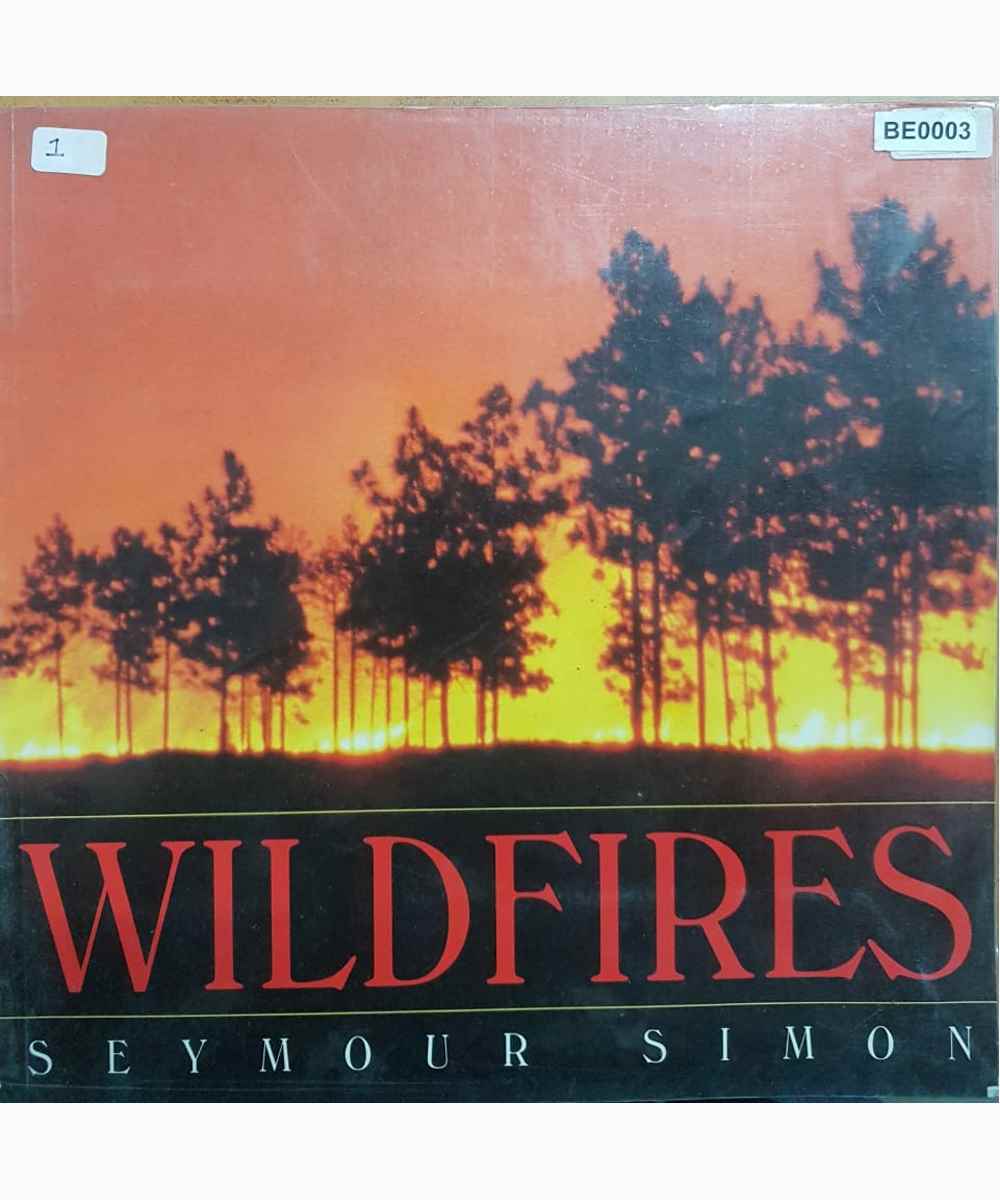 1
BE0003
WILDFIRES
SEYMOUR SIMON